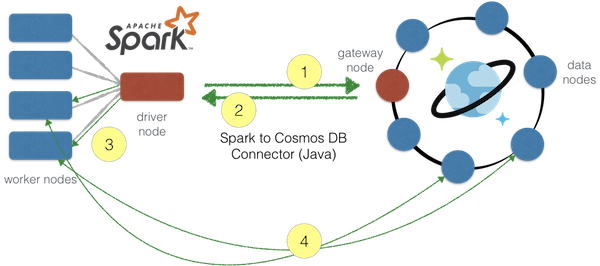 APACHE
Spark™
gateway
node
data
nodes
driver
node
worker nodes
1
2
Spark to Cosmos DB
Connector (Java)
3
4